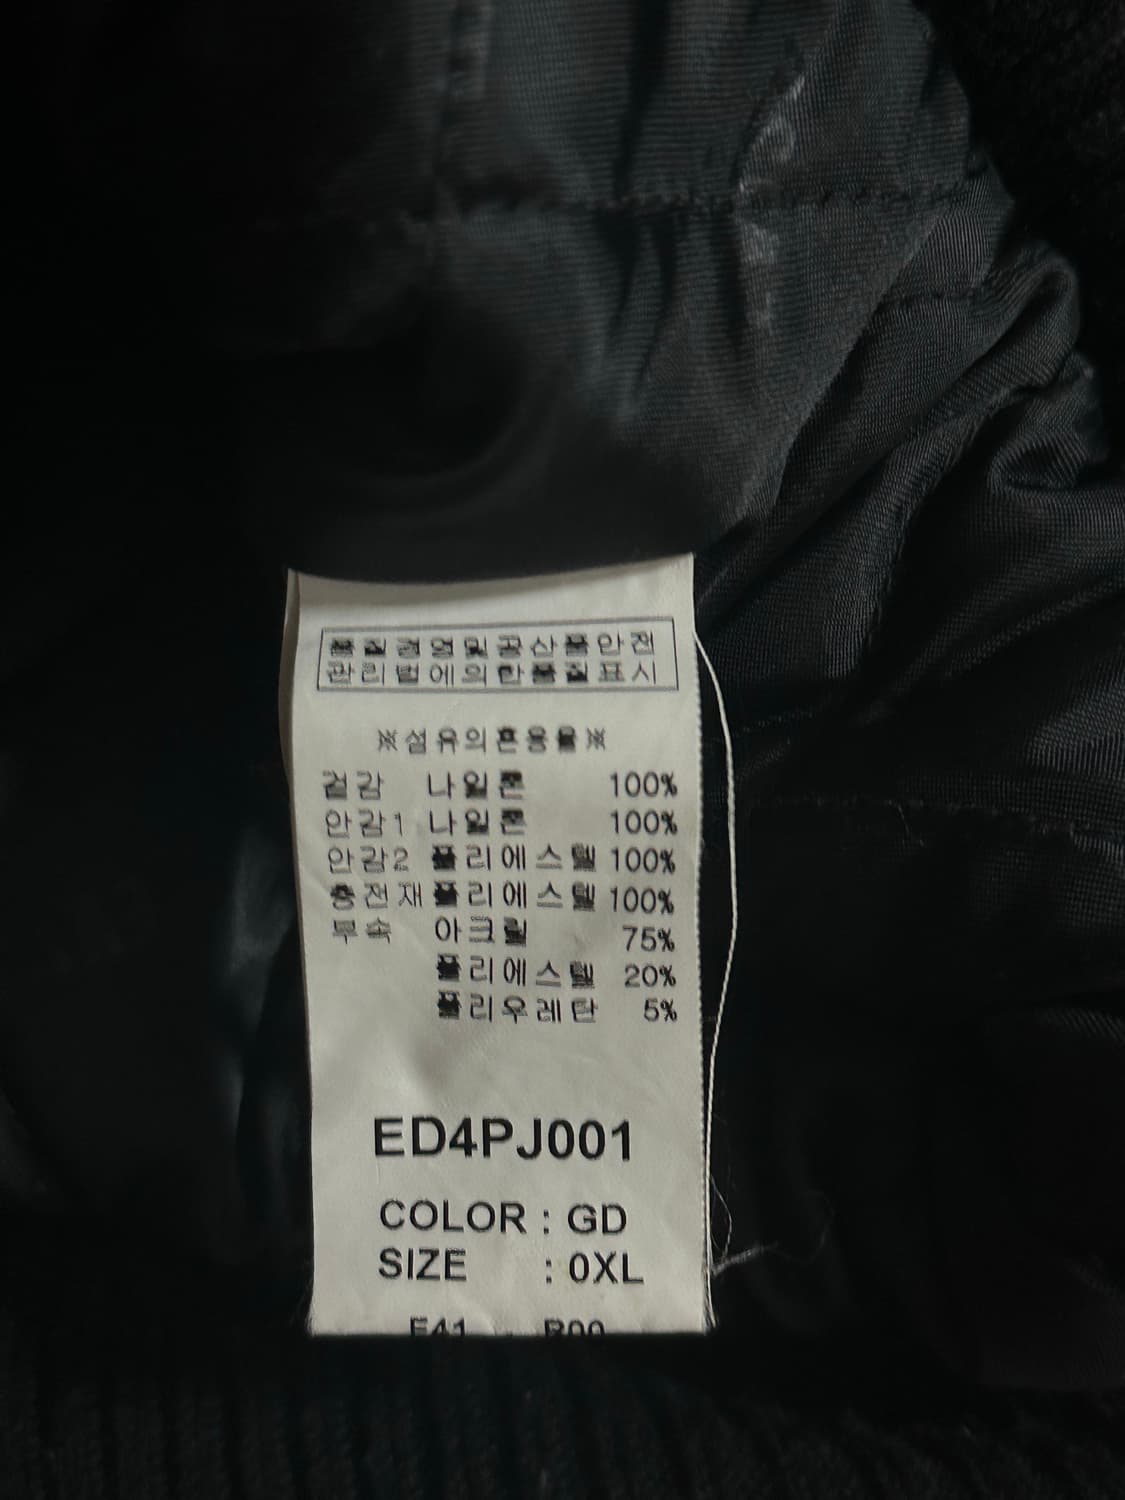 품질경영및공산품안전
관리법에의한품질표시
※섬유의혼용율※
겉감 나일론 100%
안감1 나일론 100%
안감2 폴리에스텔 100%
충전재 폴리에스텔 100%
부속 아크릴 75%
폴리에스텔 20%
폴리우레탄 5%
ED4PJ001
COLOR : GD
SIZE : 0XL